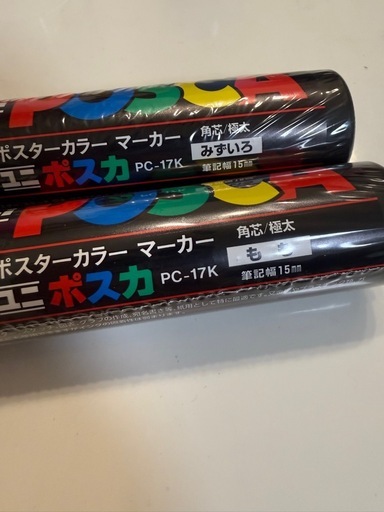 POSCA
ポスターカラー マーカー
角芯/極太
みずいろ
ユニ ポスカ PC-17K
筆記幅15mm
POSCA
ポスターカラー マーカー
角芯/極太
も
ユニ ポスカ PC-17K
筆記幅15mm